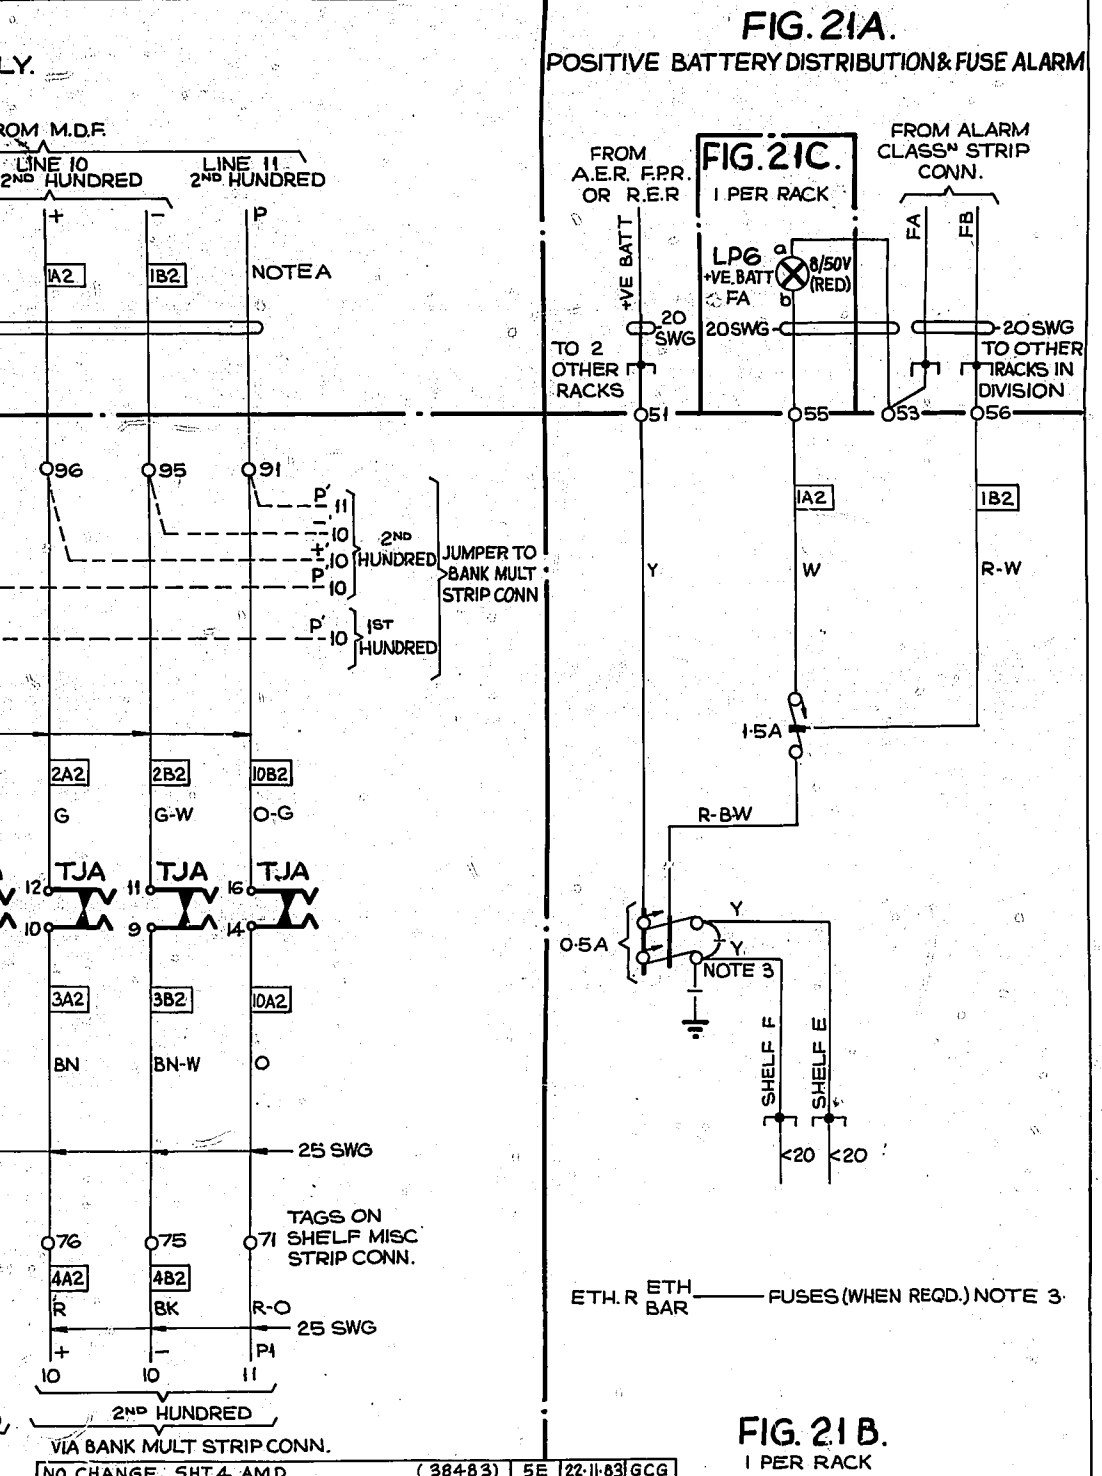 FIG. 21A.
POSITIVE BATTERY DISTRIBUTION & FUSE ALARM
LY.
ROM M.D.F.
LINE 10
2ND HUNDRED
LINE 11
2ND HUNDRED
+
-
P
1A2
1B2
NOTE A
FROM
A.E.R. F.P.R.
OR R.E.R
+VE BATT
FIG. 21C.
1 PER RACK
FROM ALARM
CLASSN STRIP
CONN.
FA
FB
LP6
+VE BATT
FA
a
b
8/50V
(RED)
20
SWG
20SWG
20SWG
TO 2
OTHER
RACKS
TO OTHER
RACKS IN
DIVISION
51
55
53
56
96
95
91
P' 11
-' 10
+' 10
P' 10
2ND
HUNDRED
P' 10
1ST
HUNDRED
JUMPER TO
BANK MULT
STRIP CONN
1A2
1B2
Y
W
R-W
1.5A
2A2
2B2
10B2
G
G-W
O-G
R-B-W
TJA
TJA
TJA
12
11
16
10
9
14
0.5A
Y
Y
NOTE 3
3A2
3B2
10A2
BN
BN-W
O
SHELF F
SHELF E
25 SWG
<20
<20
76
75
71
TAGS ON
SHELF MISC
STRIP CONN.
4A2
4B2
R
BK
R-O
25 SWG
+
-
P1
10
10
11
ETH. R
ETH
BAR
FUSES (WHEN REQD.) NOTE 3.
2ND HUNDRED
VIA BANK MULT STRIP CONN.
FIG. 21B.
1 PER RACK
NO CHANGE. SHT 4 AMD
(38483)
5E
22.11.83
GCG